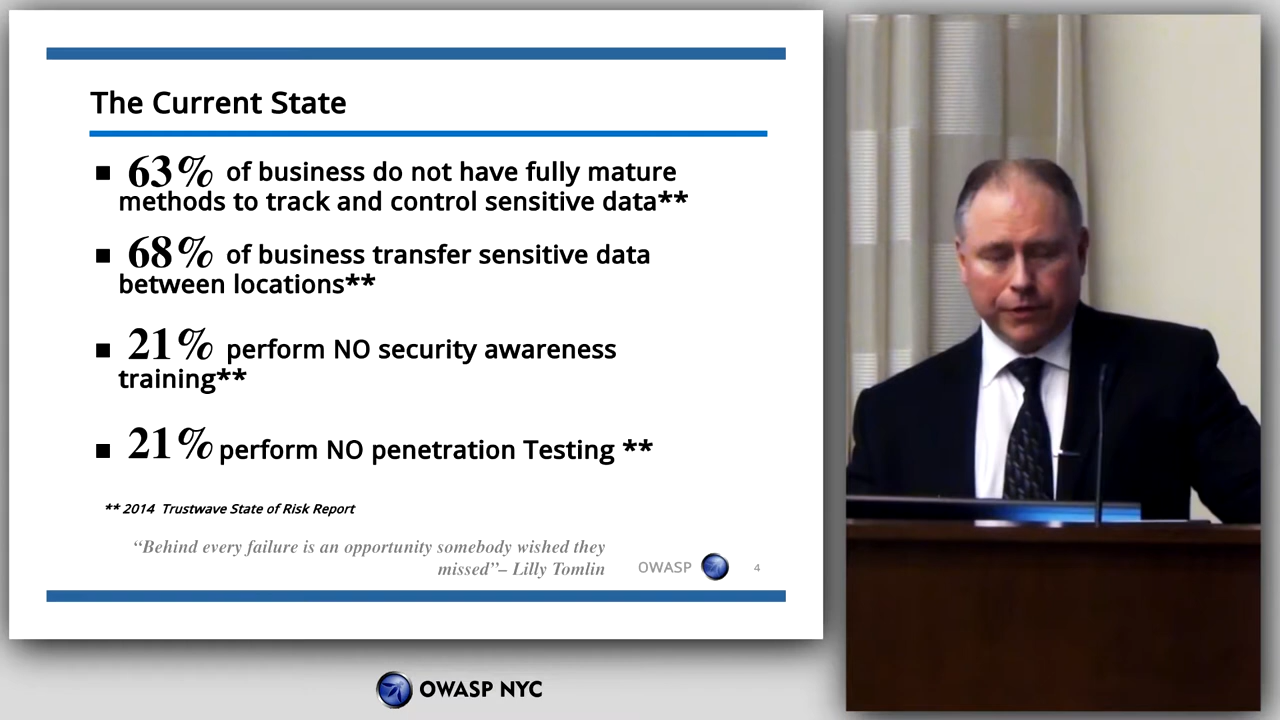 The Current State
■ 63% of business do not have fully mature
methods to track and control sensitive data**
■ 68% of business transfer sensitive data
between locations**
■ 21% perform NO security awareness
training**
■ 21% perform NO penetration Testing **
** 2014 Trustwave State of Risk Report
“Behind every failure is an opportunity somebody wished they
missed”– Lilly Tomlin
OWASP
4
OWASP NYC